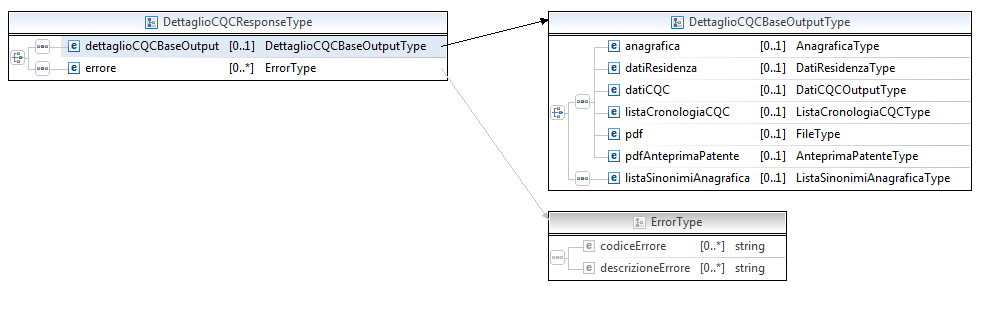 DettaglioCQCResponseType
dettaglioCQCBaseOutput [0..1] DettaglioCQCBaseOutputType
errore [0..*] ErrorType
DettaglioCQCBaseOutputType
anagrafica [0..1] AnagraficaType
datiResidenza [0..1] DatiResidenzaType
datiCQC [0..1] DatiCQCOutputType
listaCronologiaCQC [0..1] ListaCronologiaCQCType
pdf [0..1] FileType
pdfAnteprimaPatente [0..1] AnteprimaPatenteType
listaSinonimiAnagrafica [0..1] ListaSinonimiAnagraficaType
ErrorType
codiceErrore [0..*] string
descrizioneErrore [0..*] string